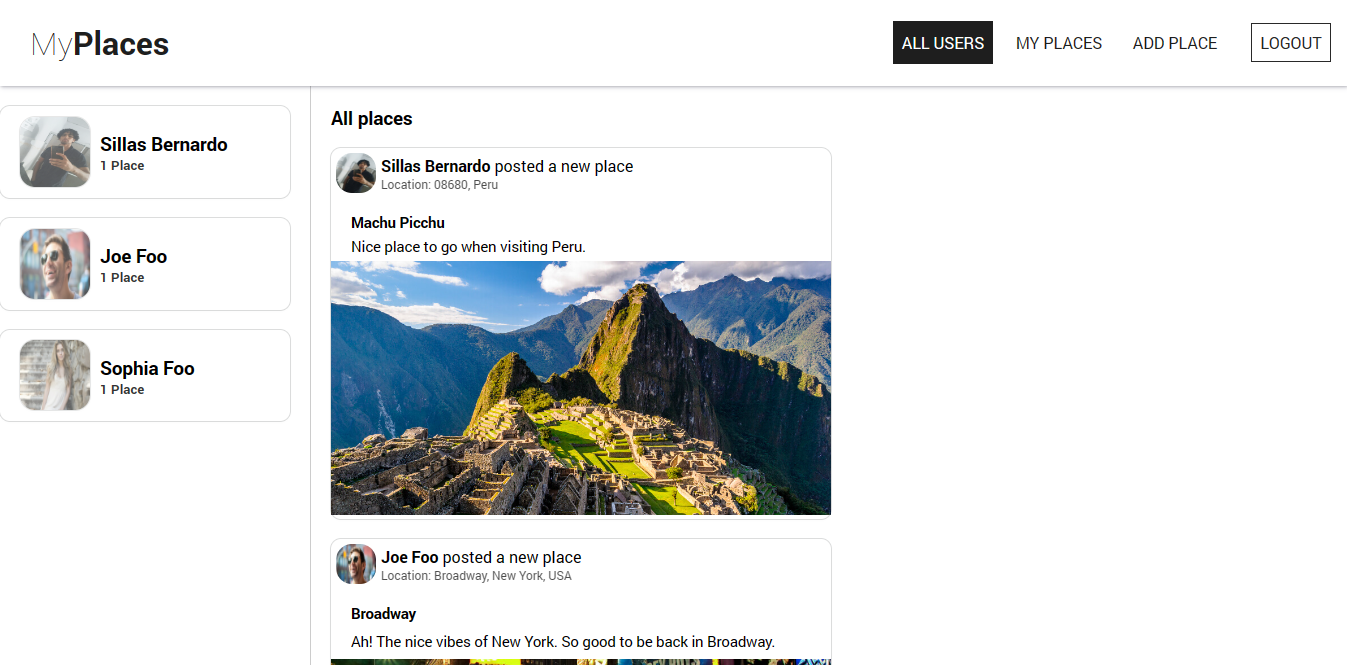 MyPlaces
ALL USERS
MY PLACES
ADD PLACE
LOGOUT
Sillas Bernardo
1 Place
Joe Foo
1 Place
Sophia Foo
1 Place
All places
Sillas Bernardo posted a new place
Location: 08680, Peru
Machu Picchu
Nice place to go when visiting Peru.
Joe Foo posted a new place
Location: Broadway, New York, USA
Broadway
Ah! The nice vibes of New York. So good to be back in Broadway.